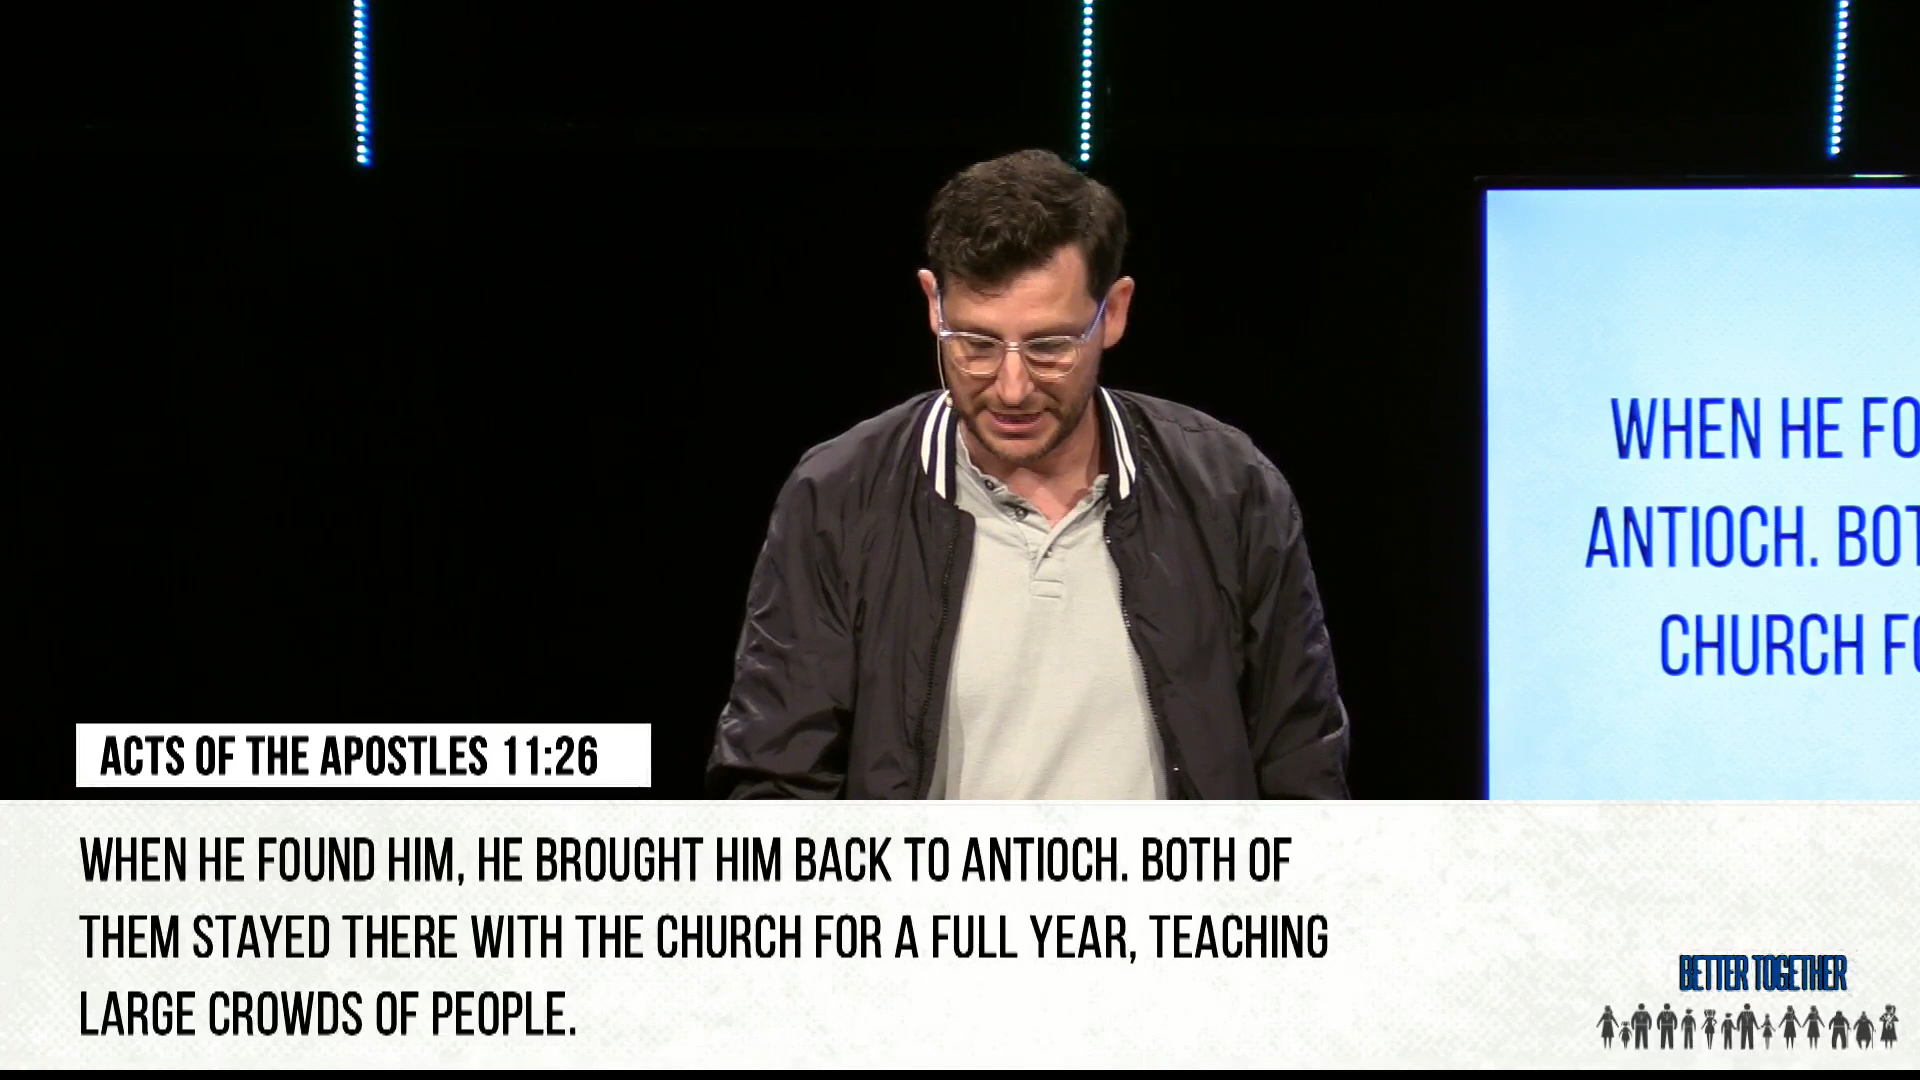 WHEN HE FO
ANTIOCH. BOT
CHURCH FO
ACTS OF THE APOSTLES 11:26
WHEN HE FOUND HIM, HE BROUGHT HIM BACK TO ANTIOCH. BOTH OF
THEM STAYED THERE WITH THE CHURCH FOR A FULL YEAR, TEACHING
LARGE CROWDS OF PEOPLE.
BETTER TOGETHER